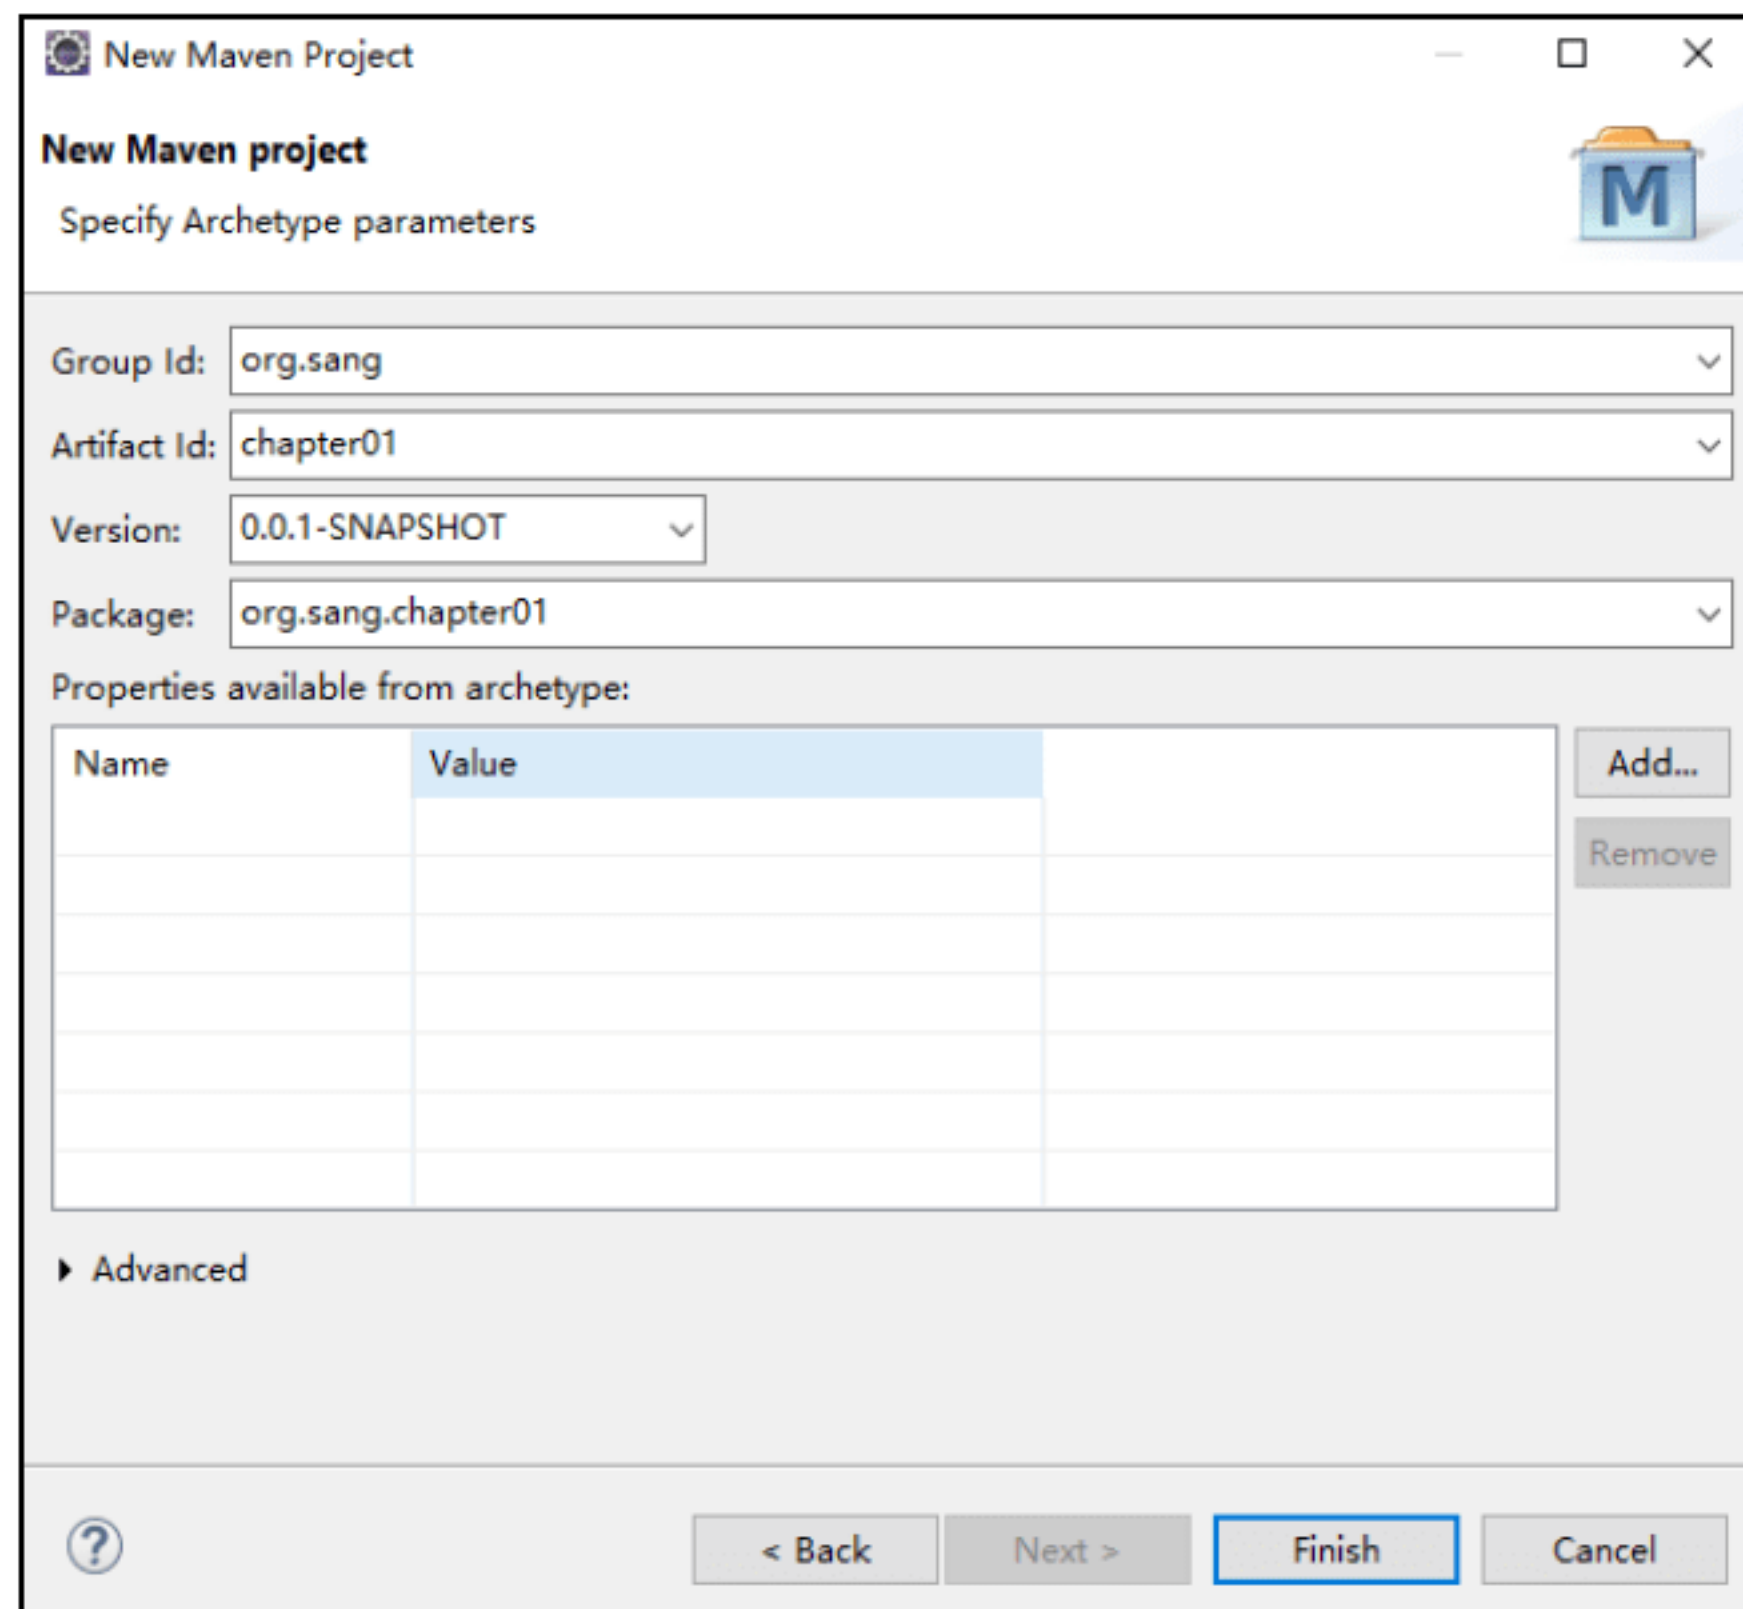 New Maven Project
New Maven project
Specify Archetype parameters
M
Group Id: org.sang
Artifact Id: chapter01
Version: 0.0.1-SNAPSHOT
Package: org.sang.chapter01
Properties available from archetype:
Name Value
Add...
Remove
Advanced
? < Back Next > Finish Cancel